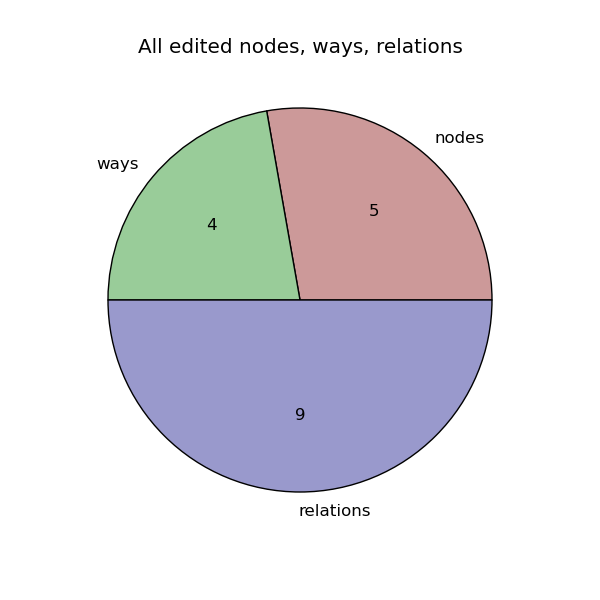 All edited nodes, ways, relations
nodes
ways
5
4
9
relations